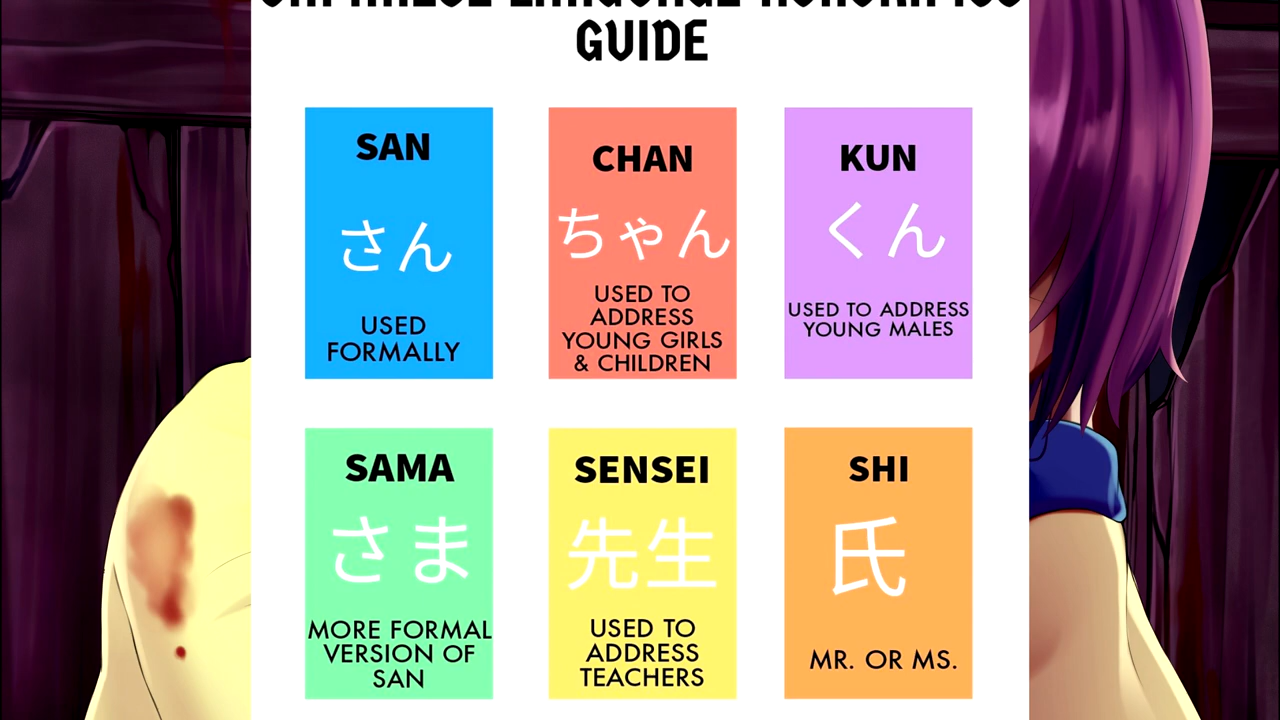 GUIDE
SAN
さん
USED
FORMALLY
CHAN
ちゃん
USED TO
ADDRESS
YOUNG GIRLS
& CHILDREN
KUN
くん
USED TO ADDRESS
YOUNG MALES
SAMA
さま
MORE FORMAL
VERSION OF
SAN
SENSEI
先生
USED TO
ADDRESS
TEACHERS
SHI
氏
MR. OR MS.